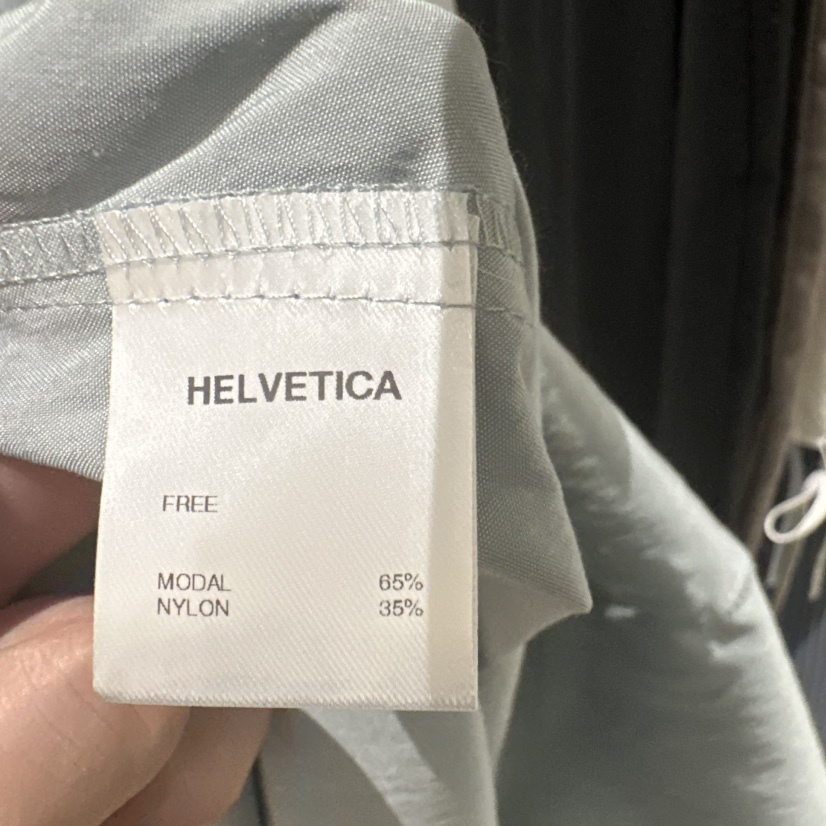 HELVETICA
FREE
MODAL 65%
NYLON 35%